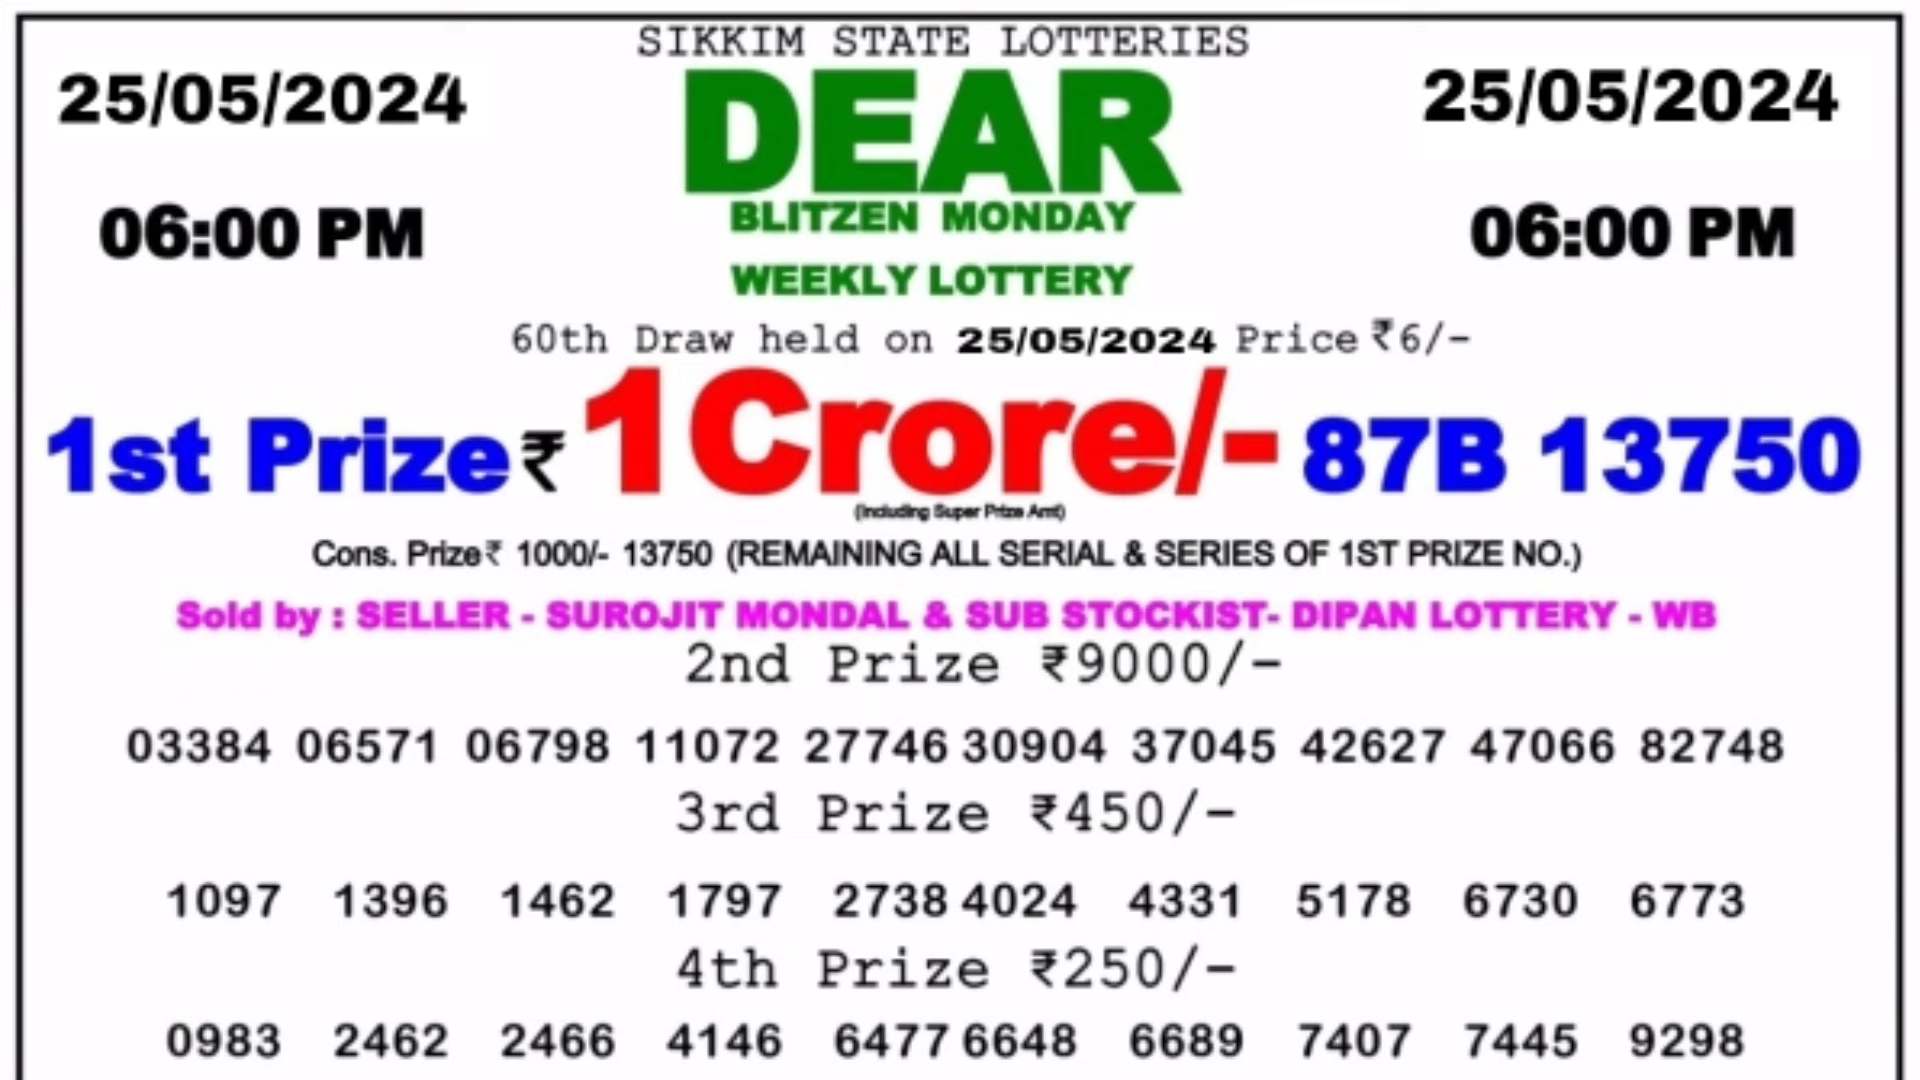 SIKKIM STATE LOTTERIES
25/05/2024 DEAR 25/05/2024
06:00 PM BLITZEN MONDAY 06:00 PM
WEEKLY LOTTERY
60th Draw held on 25/05/2024 Price ₹6/-
1st Prize ₹ 1Crore/- 87B 13750
(Including Super Prize Amt)
Cons. Prize ₹ 1000/- 13750 (REMAINING ALL SERIAL & SERIES OF 1ST PRIZE NO.)
Sold by : SELLER - SUROJIT MONDAL & SUB STOCKIST- DIPAN LOTTERY - WB
2nd Prize ₹9000/-
03384 06571 06798 11072 27746 30904 37045 42627 47066 82748
3rd Prize ₹450/-
1097 1396 1462 1797 2738 4024 4331 5178 6730 6773
4th Prize ₹250/-
0983 2462 2466 4146 6477 6648 6689 7407 7445 9298